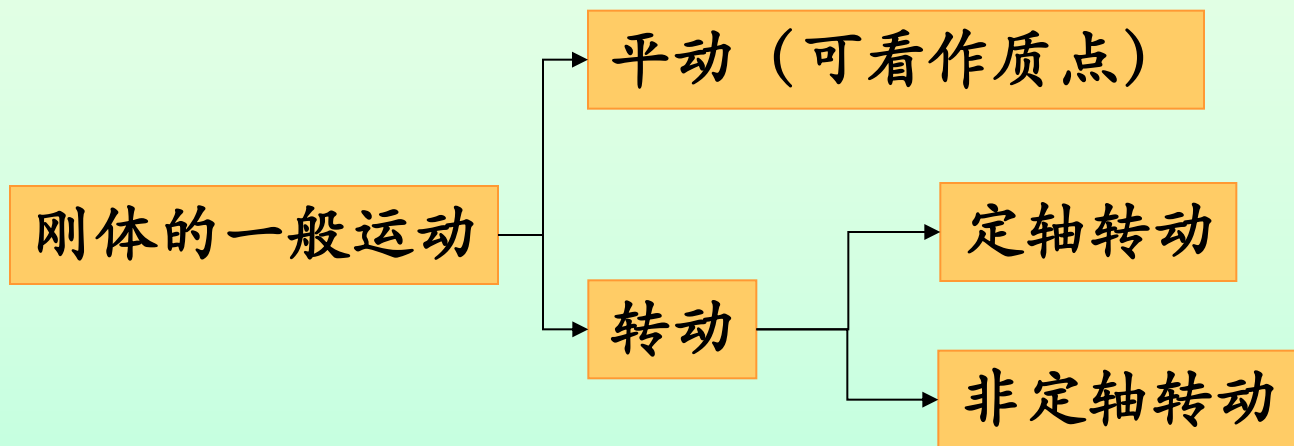 平动（可看作质点）
刚体的一般运动
定轴转动
转动
非定轴转动